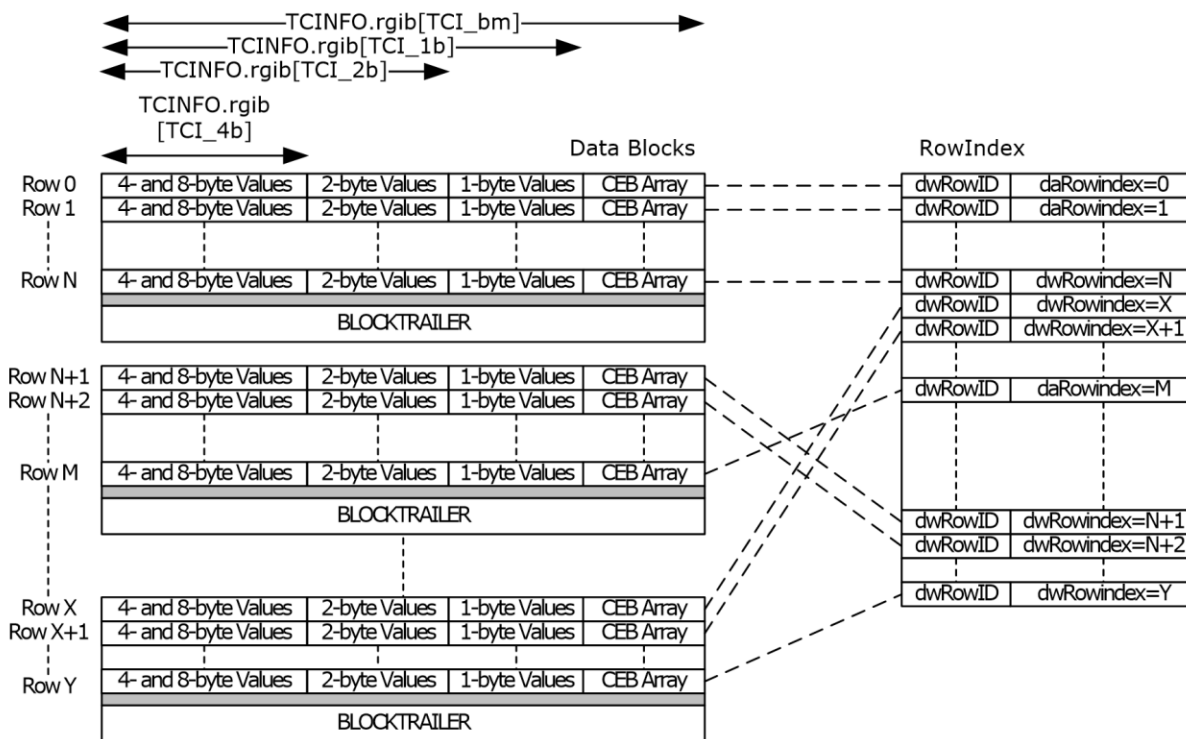 TCINFO.rgib[TCI_bm]
TCINFO.rgib[TCI_1b]
TCINFO.rgib[TCI_2b]
TCINFO.rgib
[TCI_4b]
Data Blocks RowIndex
Row 0 4- and 8-byte Values 2-byte Values 1-byte Values CEB Array dwRowID daRowindex=0
Row 1 4- and 8-byte Values 2-byte Values 1-byte Values CEB Array dwRowID daRowindex=1
Row N 4- and 8-byte Values 2-byte Values 1-byte Values CEB Array dwRowID dwRowindex=N
dwRowID dwRowindex=X
BLOCKTRAILER dwRowID dwRowindex=X+1
Row N+1 4- and 8-byte Values 2-byte Values 1-byte Values CEB Array
dwRowID daRowindex=M
Row N+2 4- and 8-byte Values 2-byte Values 1-byte Values CEB Array
Row M 4- and 8-byte Values 2-byte Values 1-byte Values CEB Array
BLOCKTRAILER dwRowID dwRowindex=N+1
dwRowID dwRowindex=N+2
dwRowID dwRowindex=Y
Row X 4- and 8-byte Values 2-byte Values 1-byte Values CEB Array
Row X+1 4- and 8-byte Values 2-byte Values 1-byte Values CEB Array
Row Y 4- and 8-byte Values 2-byte Values 1-byte Values CEB Array
BLOCKTRAILER